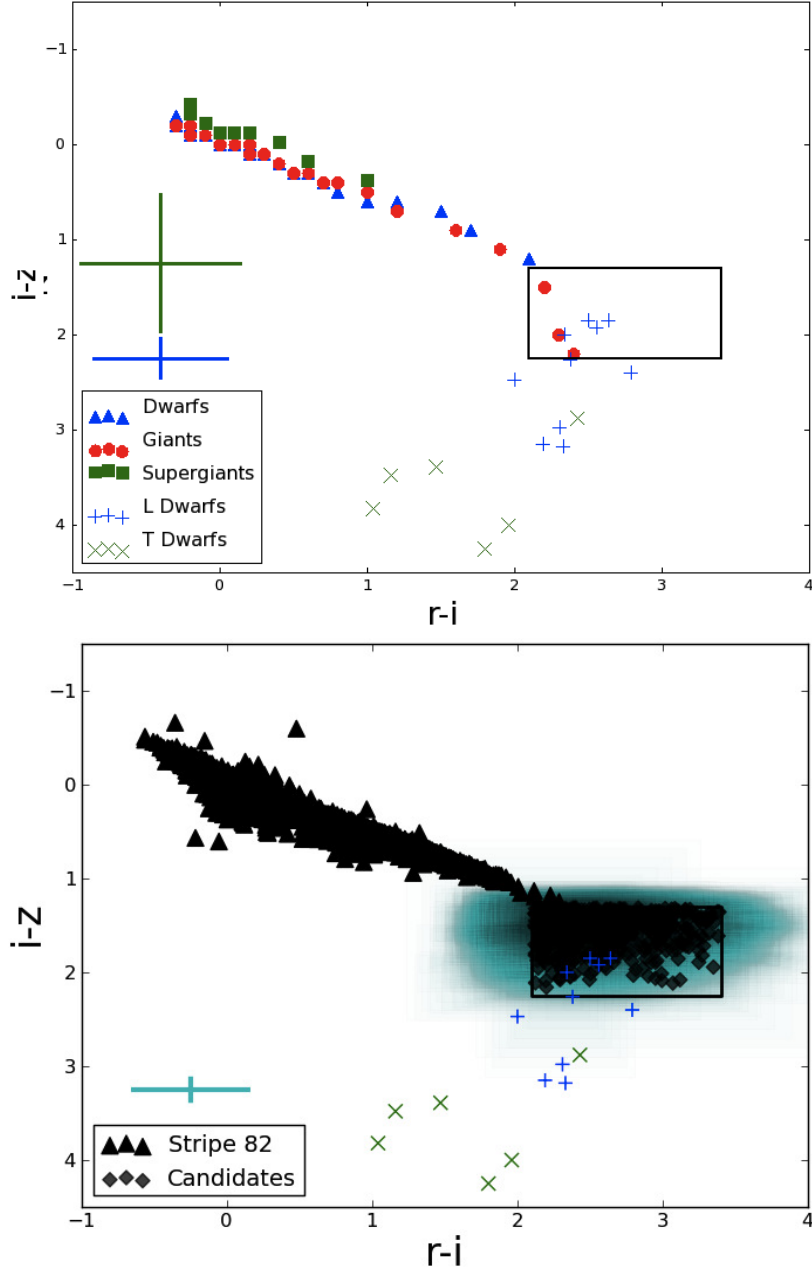 −1
0
1
2
3
4
i-z
Dwarfs
Giants
Supergiants
L Dwarfs
T Dwarfs
−1 0 1 2 3 4
r-i
−1
0
1
2
3
4
i-z
Stripe 82
Candidates
−1 0 1 2 3 4
r-i